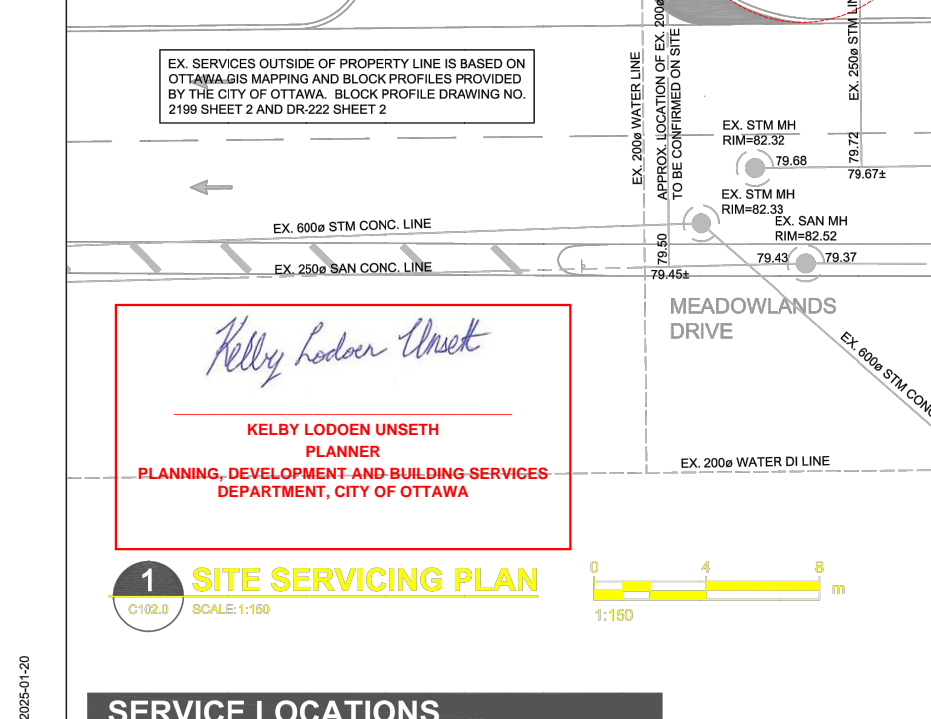 EX. SERVICES OUTSIDE OF PROPERTY LINE IS BASED ON
OTTAWA GIS MAPPING AND BLOCK PROFILES PROVIDED
BY THE CITY OF OTTAWA. BLOCK PROFILE DRAWING NO.
2199 SHEET 2 AND DR-222 SHEET 2
EX. 200ø WATER LINE
APPROX. LOCATION OF EX. 200ø
TO BE CONFIRMED ON SITE
EX. 250ø STM LIN
EX. STM MH
RIM=82.32
79.68
79.72
79.67±
EX. STM MH
RIM=82.33
EX. SAN MH
RIM=82.52
79.43
79.37
79.50
79.45±
EX. 600ø STM CONC. LINE
EX. 250ø SAN CONC. LINE
MEADOWLANDS
DRIVE
EX. 600ø STM CONC
EX. 200ø WATER DI LINE
Kelby Lodoen Unseth
KELBY LODOEN UNSETH
PLANNER
PLANNING, DEVELOPMENT AND BUILDING SERVICES
DEPARTMENT, CITY OF OTTAWA
1
C102.0
SITE SERVICING PLAN
SCALE: 1:150
0 4 8
m
1:150
2025-01-20
SERVICE LOCATIONS